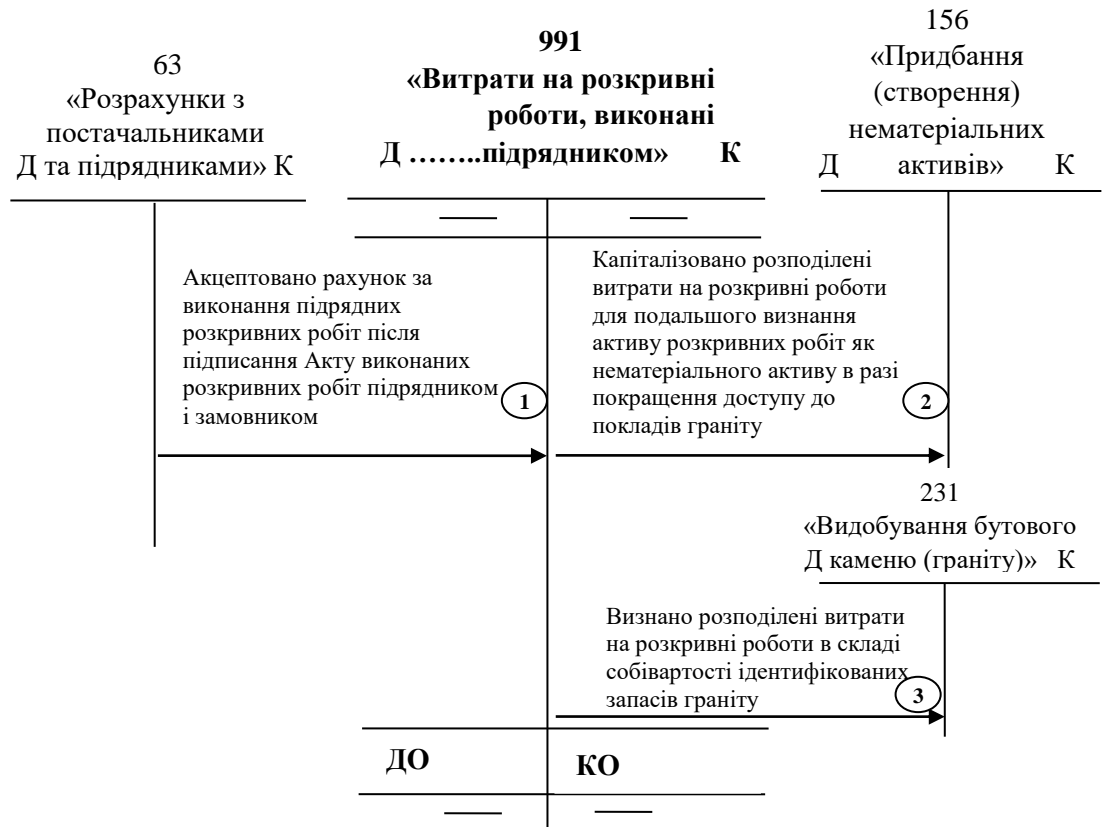 63
«Розрахунки з
постачальниками
Д та підрядниками» К
991
«Витрати на розкривні
роботи, виконані
Д ……..підрядником» К
156
«Придбання
(створення)
нематеріальних
Д активів» К
Акцептовано рахунок за
виконання підрядних
розкривних робіт після
підписання Акту виконаних
розкривних робіт підрядником
і замовником
1
Капіталізовано розподілені
витрати на розкривні роботи
для подальшого визнання
активу розкривних робіт як
нематеріального активу в разі
покращення доступу до
покладів граніту
2
231
«Видобування бутового
Д каменю (граніту)» К
Визнано розподілені витрати
на розкривні роботи в складі
собівартості ідентифікованих
запасів граніту
3
ДО КО